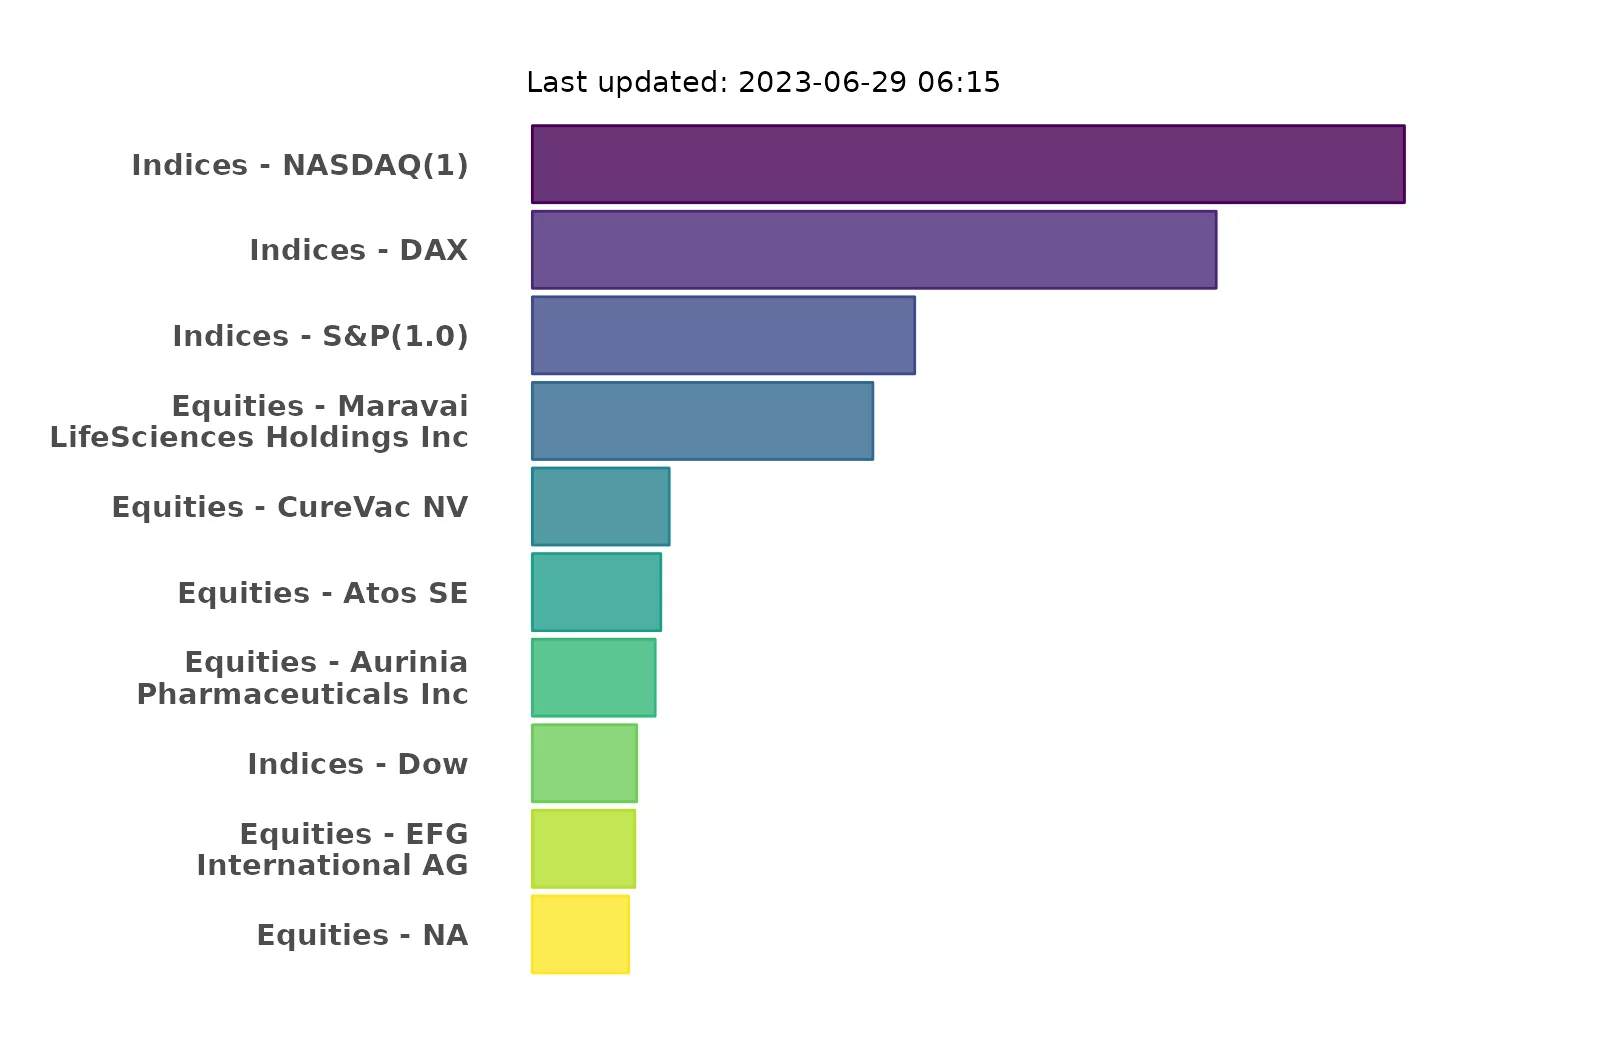 Last updated: 2023-06-29 06:15
Indices - NASDAQ(1)
Indices - DAX
Indices - S&P(1.0)
Equities - Maravai
LifeSciences Holdings Inc
Equities - CureVac NV
Equities - Atos SE
Equities - Aurinia
Pharmaceuticals Inc
Indices - Dow
Equities - EFG
International AG
Equities - NA